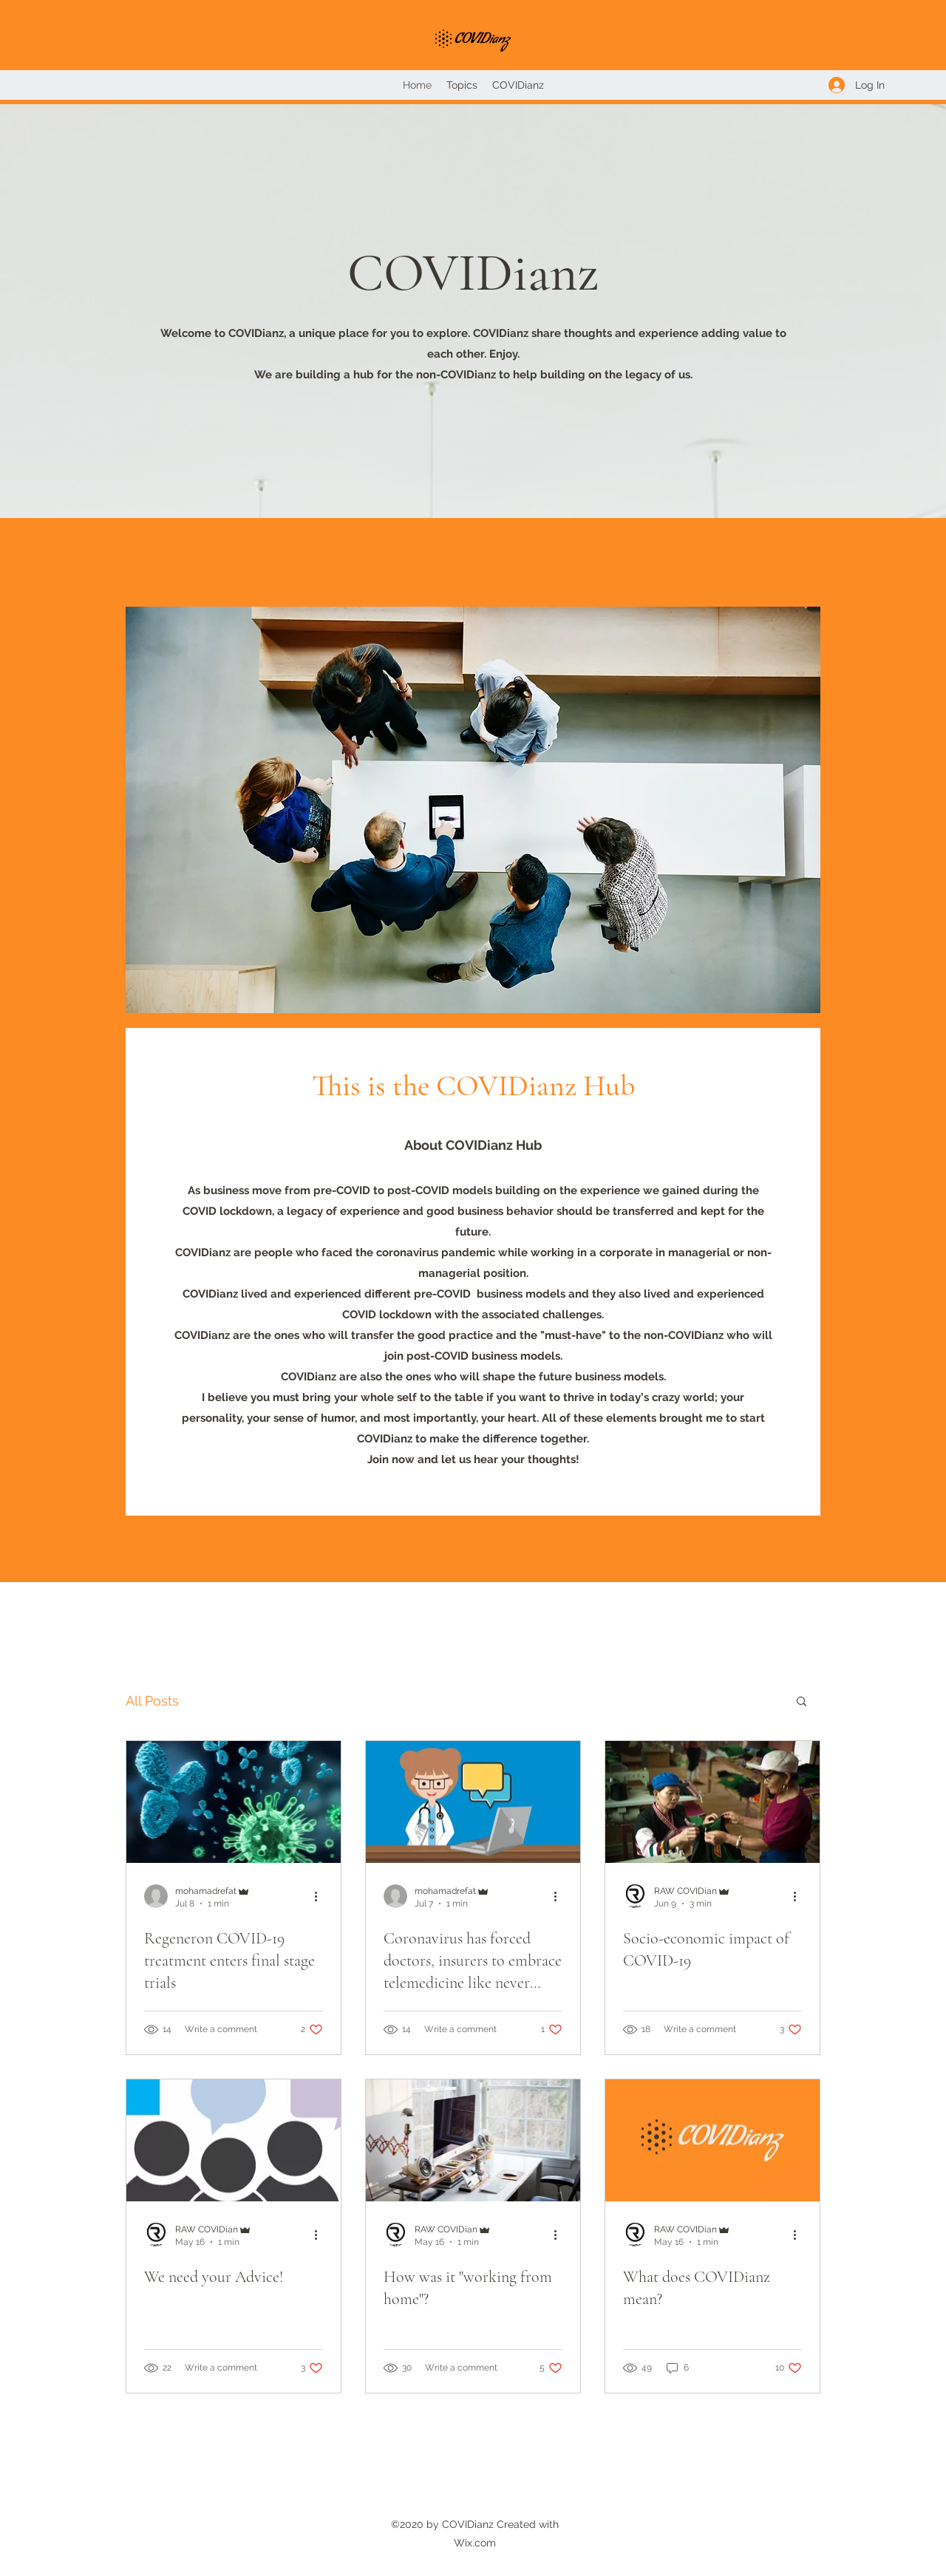 COVIDianz
Home Topics COVIDianz Log In
COVIDianz
Welcome to COVIDianz, a unique place for you to explore. COVIDianz share thoughts and experience adding value to
each other. Enjoy.
We are building a hub for the non-COVIDianz to help building on the legacy of us.
This is the COVIDianz Hub
About COVIDianz Hub
As business move from pre-COVID to post-COVID models building on the experience we gained during the
COVID lockdown, a legacy of experience and good business behavior should be transferred and kept for the
future.
COVIDianz are people who faced the coronavirus pandemic while working in a corporate in managerial or non-
managerial position.
COVIDianz lived and experienced different pre-COVID  business models and they also lived and experienced
COVID lockdown with the associated challenges.
COVIDianz are the ones who will transfer the good practice and the "must-have" to the non-COVIDianz who will
join post-COVID business models.
COVIDianz are also the ones who will shape the future business models.
I believe you must bring your whole self to the table if you want to thrive in today's crazy world; your
personality, your sense of humor, and most importantly, your heart. All of these elements brought me to start
COVIDianz to make the difference together.
Join now and let us hear your thoughts!
All Posts
mohamadrefat
Jul 8 · 1 min
Regeneron COVID-19
treatment enters final stage
trials
14 Write a comment 2
mohamadrefat
Jul 7 · 1 min
Coronavirus has forced
doctors, insurers to embrace
telemedicine like never...
14 Write a comment 1
RAW COVIDian
Jun 9 · 3 min
Socio-economic impact of
COVID-19
18 Write a comment 3
RAW COVIDian
May 16 · 1 min
We need your Advice!
22 Write a comment 3
RAW COVIDian
May 16 · 1 min
How was it "working from
home"?
30 Write a comment 5
COVIDianz
RAW COVIDian
May 16 · 1 min
What does COVIDianz
mean?
49 6 10
©2020 by COVIDianz Created with
Wix.com